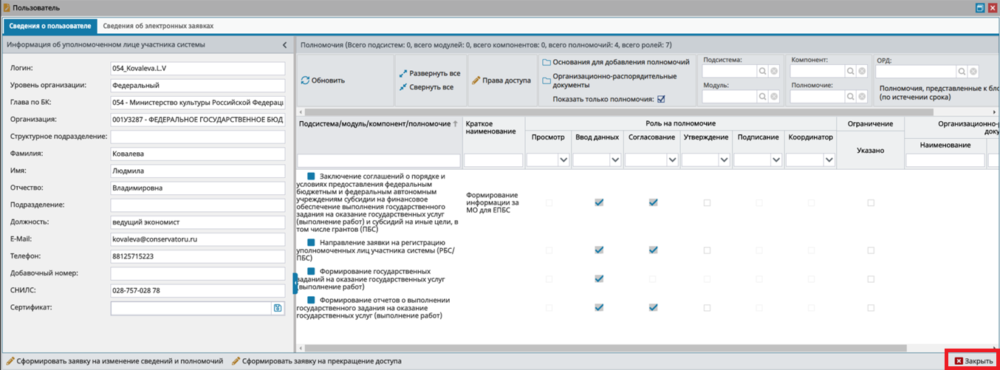 Пользователь
Сведения о пользователе
Сведения об электронных заявках
Информация об уполномоченном лице участника системы
Логин:
054_Kovaleva.L.V
Уровень организации:
Федеральный
Глава по БК:
054 - Министерство культуры Российской Федерац
Организация:
001У3287 - ФЕДЕРАЛЬНОЕ ГОСУДАРСТВЕННОЕ БЮД
Структурное подразделение:
Фамилия:
Ковалева
Имя:
Людмила
Отчество:
Владимировна
Подразделение:
Должность:
ведущий экономист
E-Mail:
kovaleva@conservatoru.ru
Телефон:
88125715223
Добавочный номер:
СНИЛС:
028-757-028 78
Сертификат:
Полномочия (Всего подсистем: 0, всего модулей: 0, всего компонентов: 0, всего полномочий: 4, всего ролей: 7)
Обновить
Развернуть все
Свернуть все
Права доступа
Основания для добавления полномочий
Организационно-распорядительные
документы
Показать только полномочия:
Подсистема:
Модуль:
Компонент:
Полномочие:
ОРД:
Полномочия, представленные к бло
(по истечении срока)
Подсистема/модуль/компонент/полномочие
Краткое
наименование
Роль на полномочие
Просмотр
Ввод данных
Согласование
Утверждение
Подписание
Координатор
Ограничение
Указано
Организационно-р
доку
Наименование
Заключение соглашений о порядке и
условиях предоставления федеральным
бюджетным и федеральным автономным
учреждениям субсидии на финансовое
обеспечение выполнения государственного
задания на оказание государственных услуг
(выполнение работ) и субсидий на иные цели, в
том числе грантов (ПБС)
Формирование
информации за
МО для ЕПБС
Направление заявки на регистрацию
уполномоченных лиц участника системы (РБС/
ПБС)
Формирование государственных
заданий на оказание государственных услуг
(выполнение работ)
Формирование отчетов о выполнении
государственного задания на оказание
государственных услуг (выполнение работ)
Сформировать заявку на изменение сведений и полномочий
Сформировать заявку на прекращение доступа
Закрыть